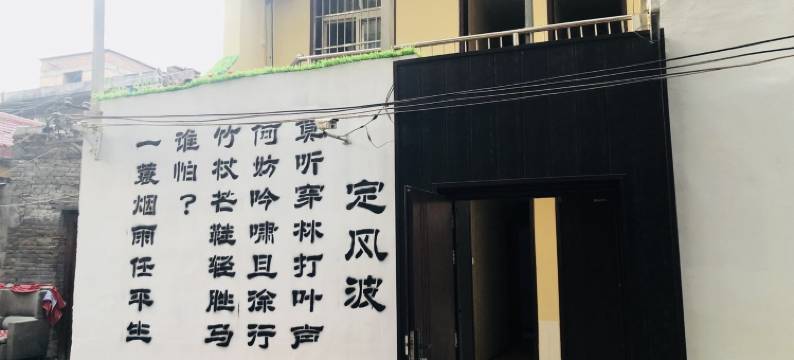 定风波
莫听穿林打叶声
何妨吟啸且徐行
竹杖芒鞋轻胜马
谁怕？
一蓑烟雨任平生